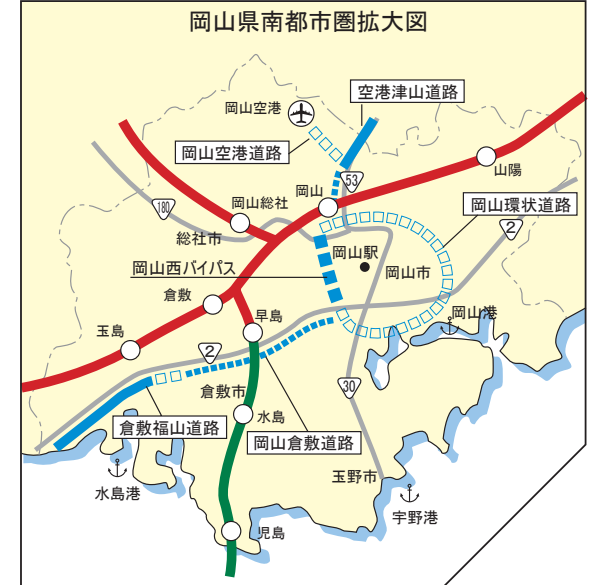 岡山県南都市圏拡大図
空港津山道路
岡山空港
岡山空港道路
53
山陽
岡山
180
岡山総社
岡山環状道路
総社市
2
岡山駅
岡山西バイパス
岡山市
倉敷
岡山港
早島
玉島
2
倉敷市
30
水島
倉敷福山道路
岡山倉敷道路
玉野市
水島港
宇野港
児島